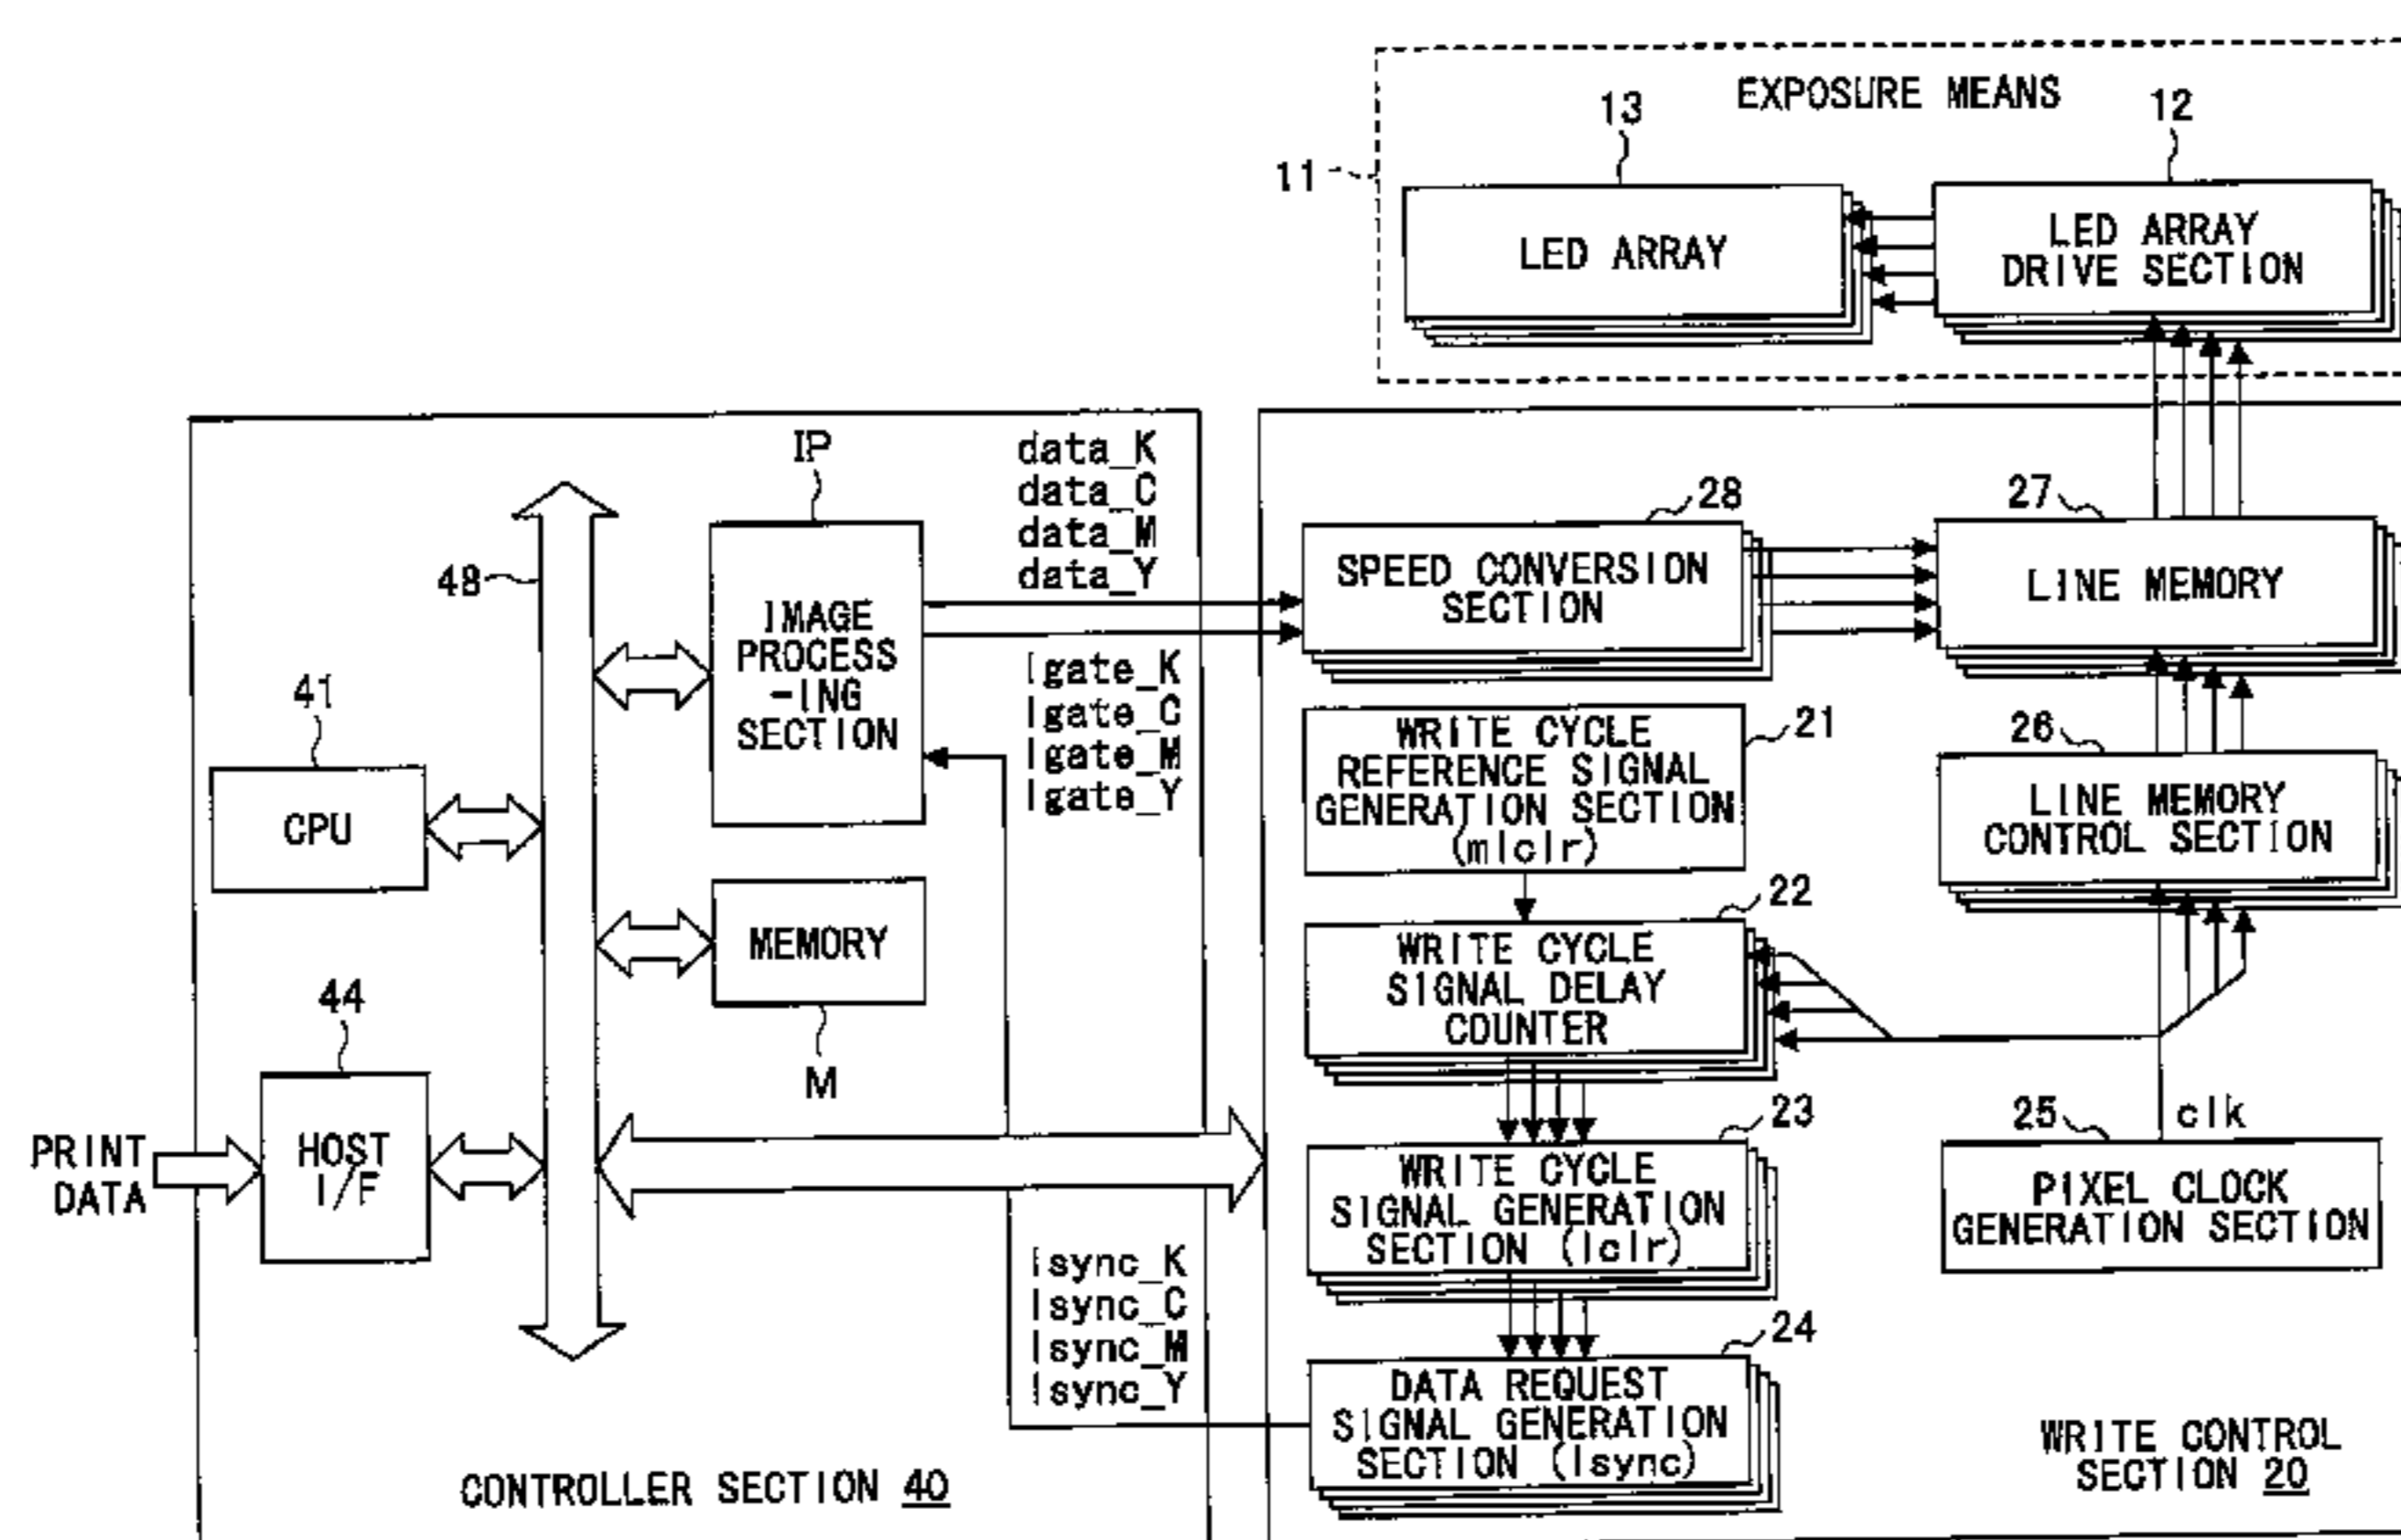 EXPOSURE MEANS
11
13
12
LED ARRAY
LED ARRAY
DRIVE SECTION
IP
data_K
data_C
data_M
data_Y
48
IMAGE
PROCESS
-ING
SECTION
lgate_K
lgate_C
lgate_M
lgate_Y
41
CPU
MEMORY
M
44
HOST
I/F
PRINT
DATA
lsync_K
lsync_C
lsync_M
lsync_Y
CONTROLLER SECTION 40
28
SPEED CONVERSION
SECTION
27
LINE MEMORY
21
WRITE CYCLE
REFERENCE SIGNAL
GENERATION SECTION
(mlclr)
26
LINE MEMORY
CONTROL SECTION
22
WRITE CYCLE
SIGNAL DELAY
COUNTER
23
WRITE CYCLE
SIGNAL GENERATION
SECTION (lclr)
25
clk
PIXEL CLOCK
GENERATION SECTION
24
DATA REQUEST
SIGNAL GENERATION
SECTION (lsync)
WRITE CONTROL
SECTION 20